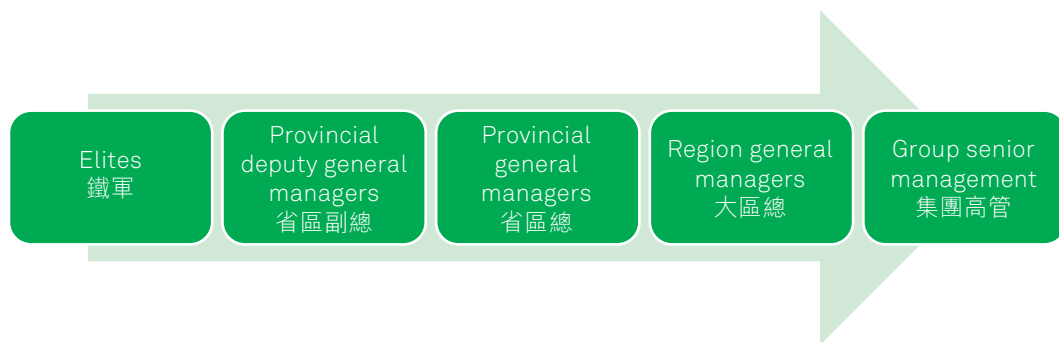 Elites
鐵軍
Provincial
deputy general
managers
省區副總
Provincial
general
managers
省區總
Region general
managers
大區總
Group senior
management
集團高管